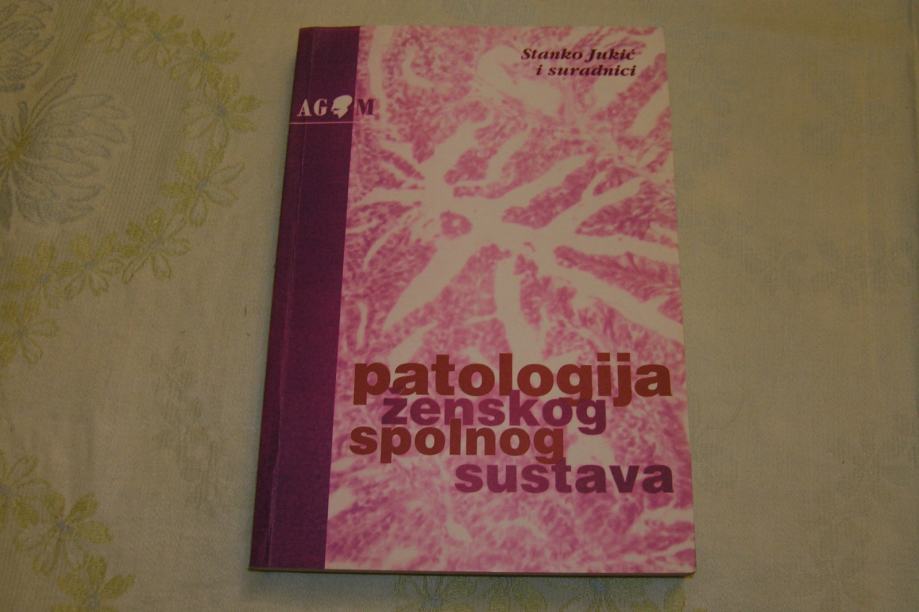 Stanko Jukić
i suradnici
AGM
patologija
ženskog
spolnog
sustava